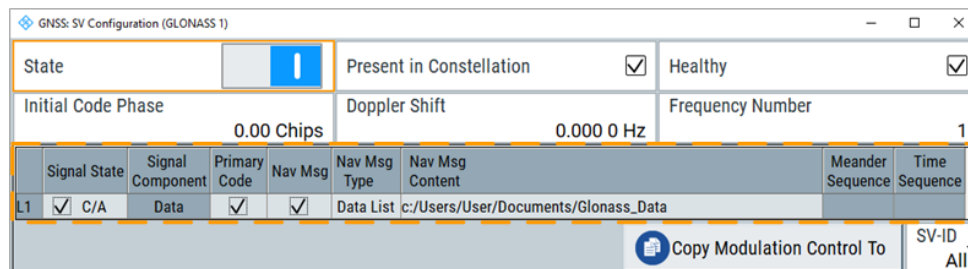 GNSS: SV Configuration (GLONASS 1)
State
Present in Constellation
Healthy
Initial Code Phase
0.00 Chips
Doppler Shift
0.000 0 Hz
Frequency Number
1
Signal State Signal Component Primary Code Nav Msg Nav Msg Type Nav Msg Content Meander Sequence Time Sequence
L1 C/A Data Data List c:/Users/User/Documents/Glonass_Data
Copy Modulation Control To
SV-ID
All